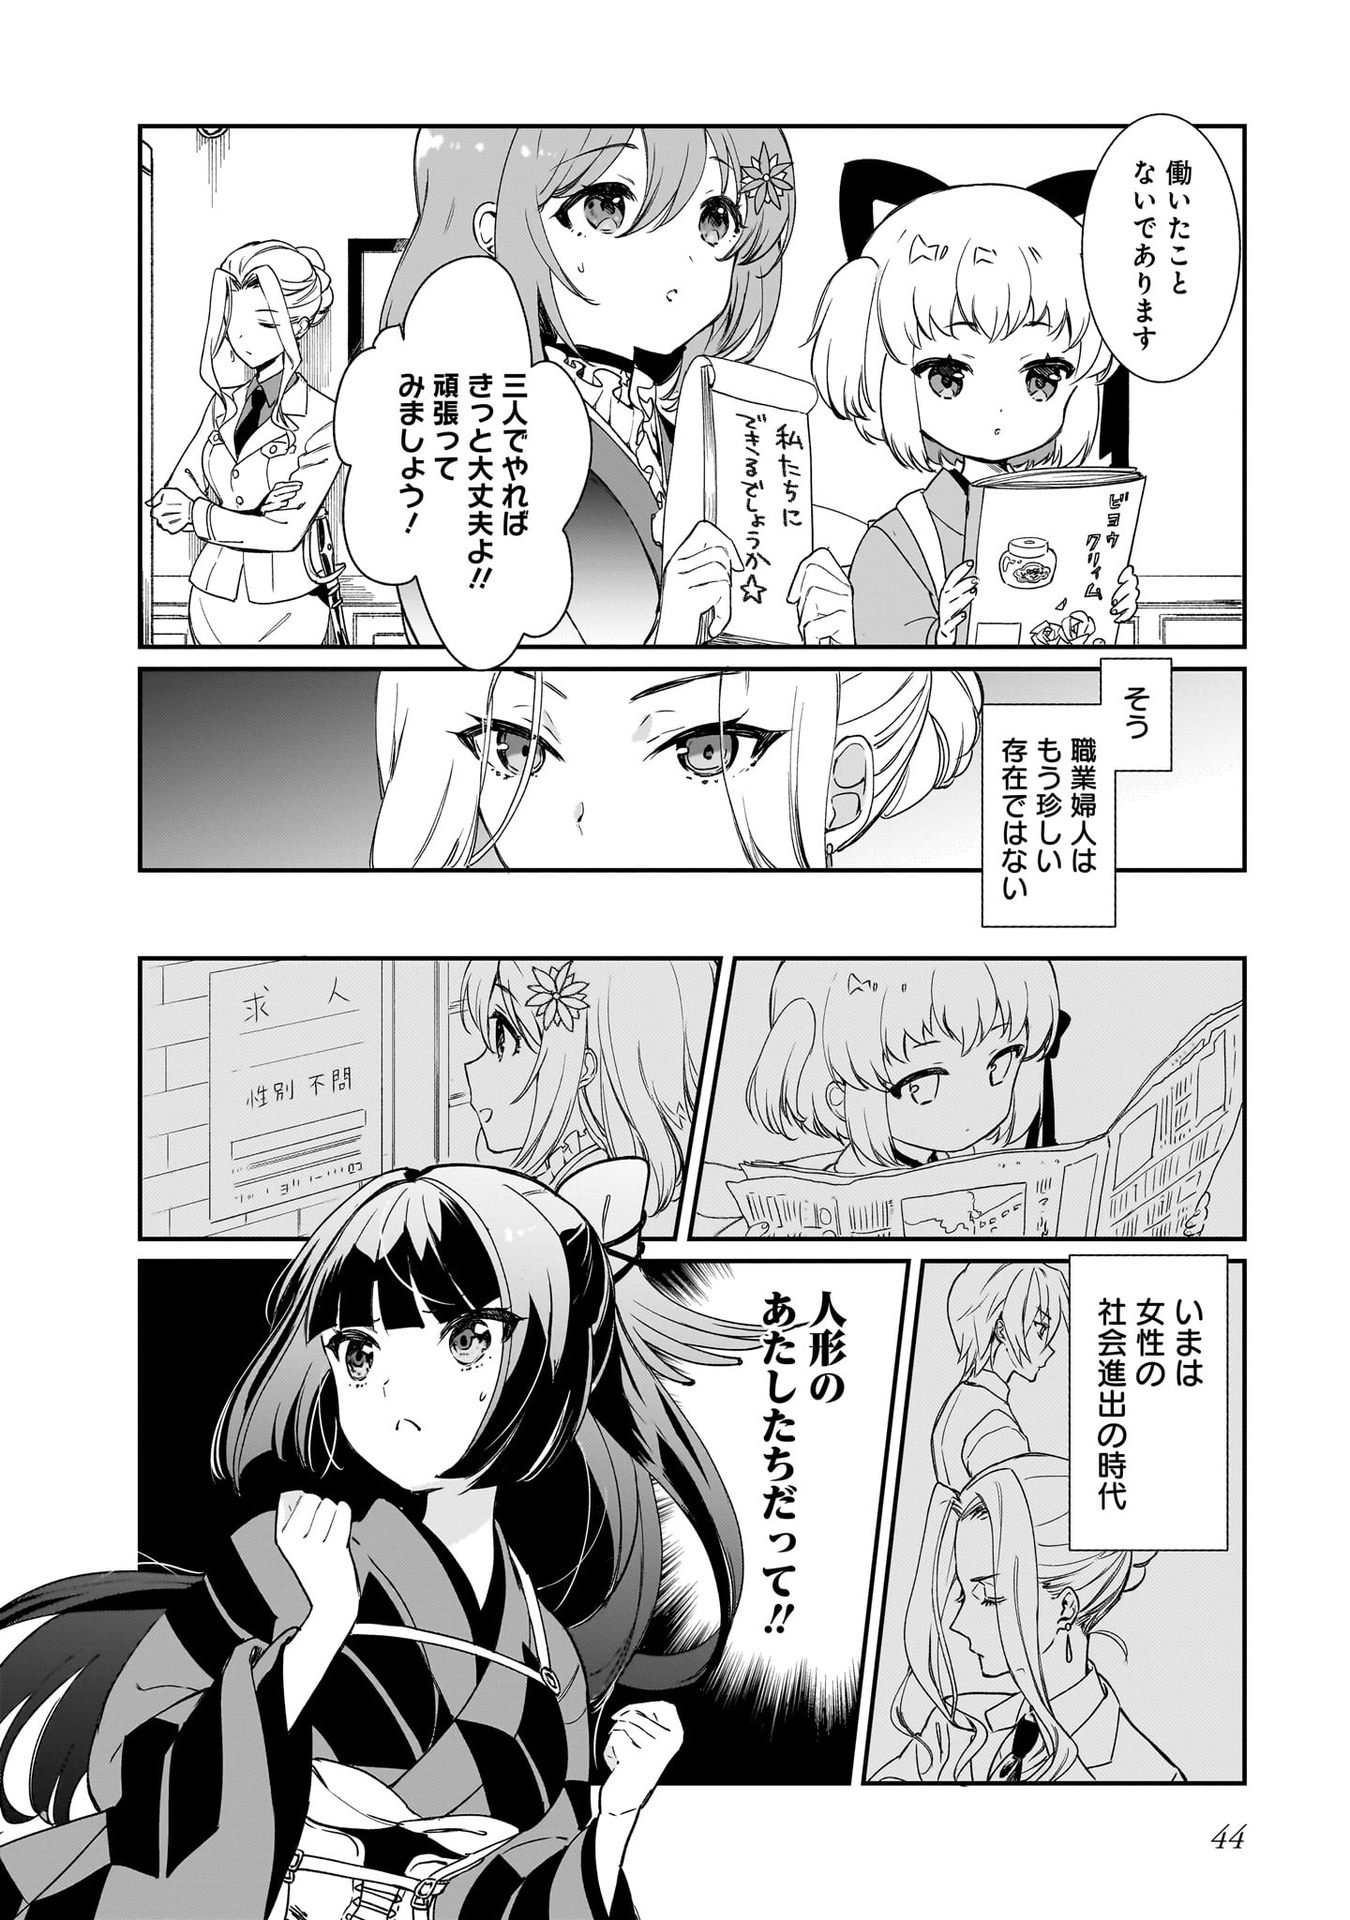 働いたこと
ないであります
ビョウ
クリィム
私たちに
できるでしょうか☆
三人でやれば
きっと大丈夫よ!!
頑張って
みましょう!
そう
職業婦人は
もう珍しい
存在ではない
求人
性別不問
いまは
女性の
社会進出の時代
人形の
あたしたちだって!!
44